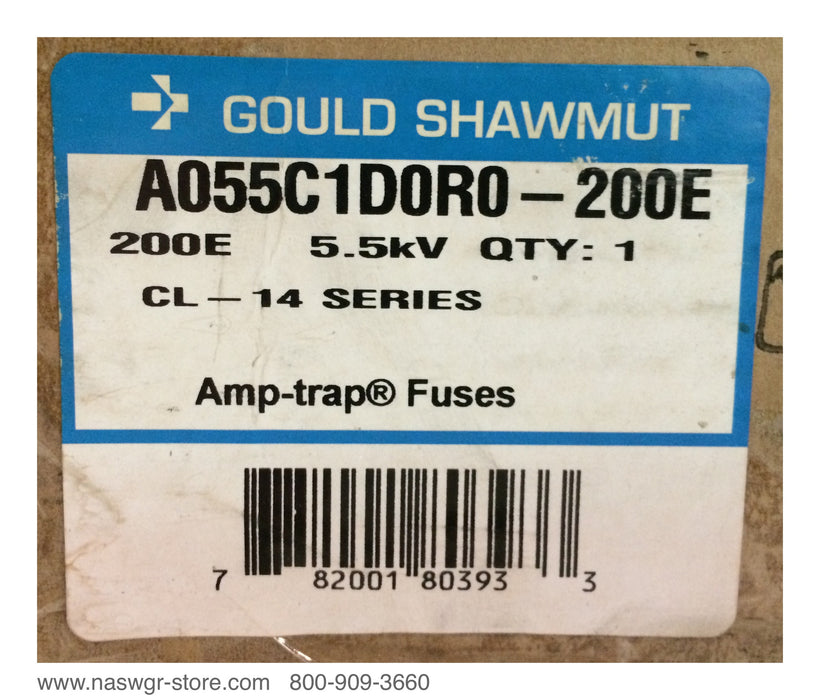 GOULD SHAWMUT
A055C1D0R0-200E
200E 5.5kV QTY: 1
CL-14 SERIES
Amp-trap® Fuses
7 82001 80393 3
www.naswgr-store.com 800-909-3660